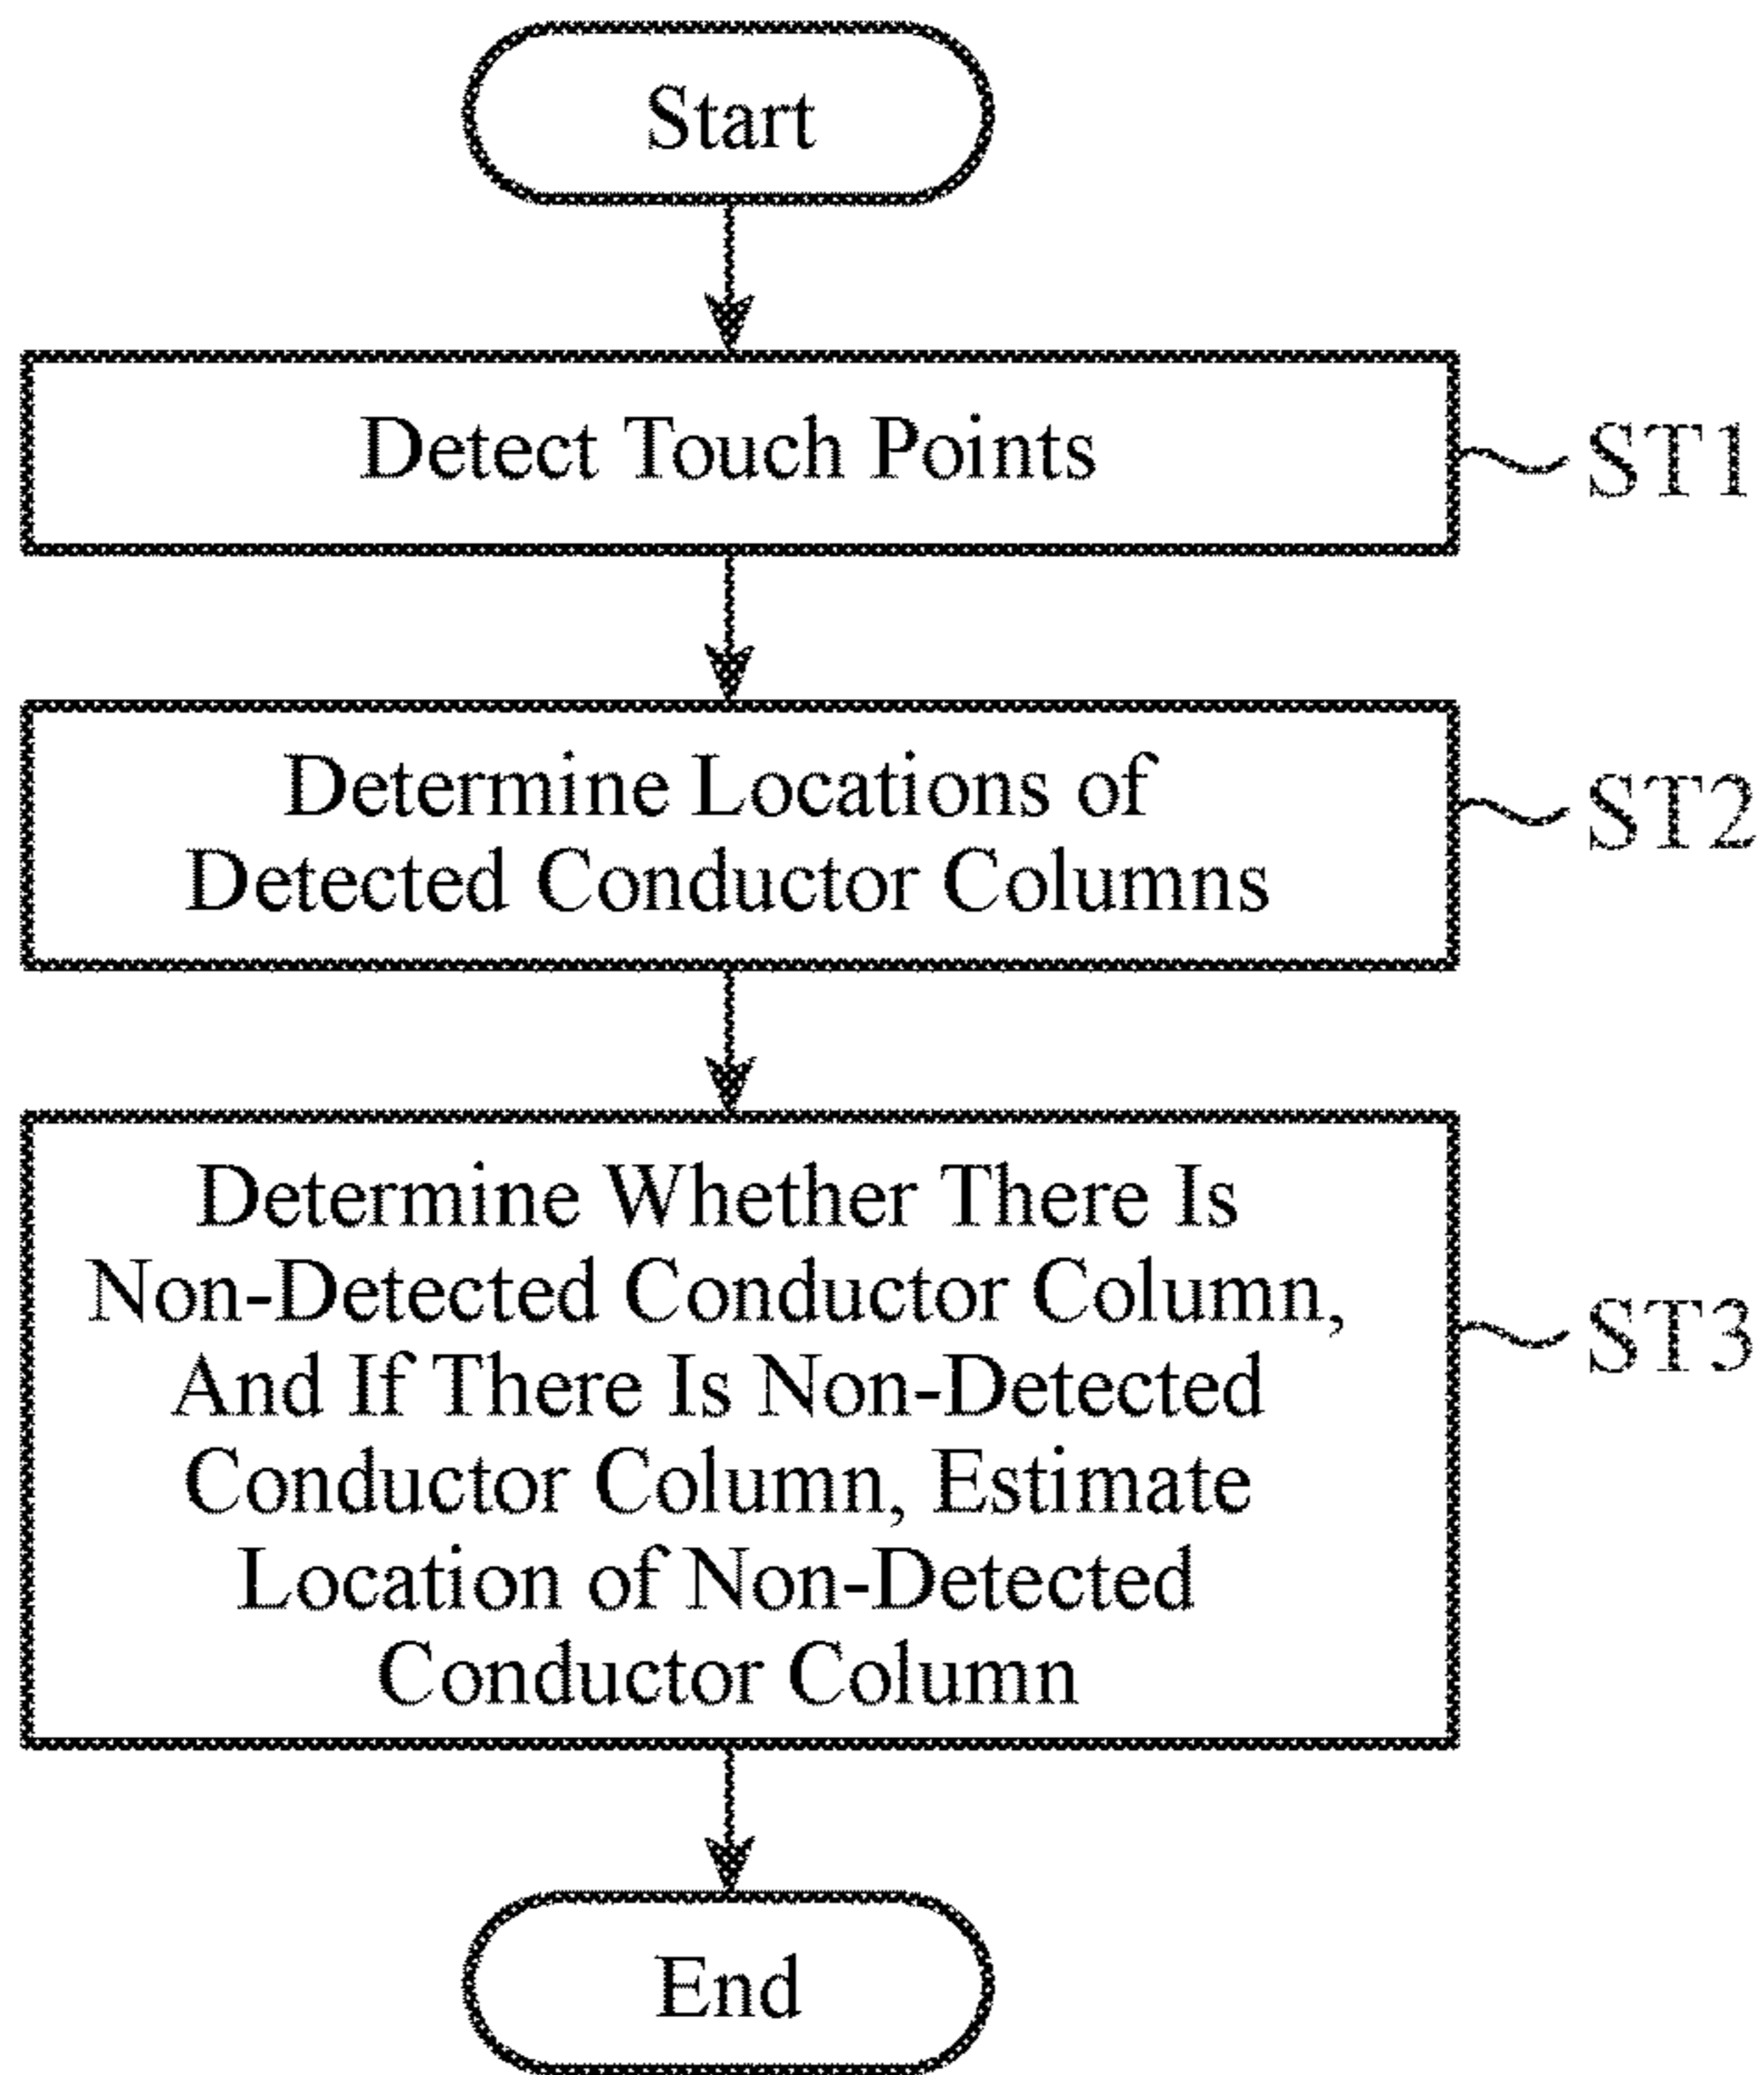 Start
Detect Touch Points
ST1
Determine Locations of
Detected Conductor Columns
ST2
Determine Whether There Is
Non-Detected Conductor Column,
And If There Is Non-Detected
Conductor Column, Estimate
Location of Non-Detected
Conductor Column
ST3
End